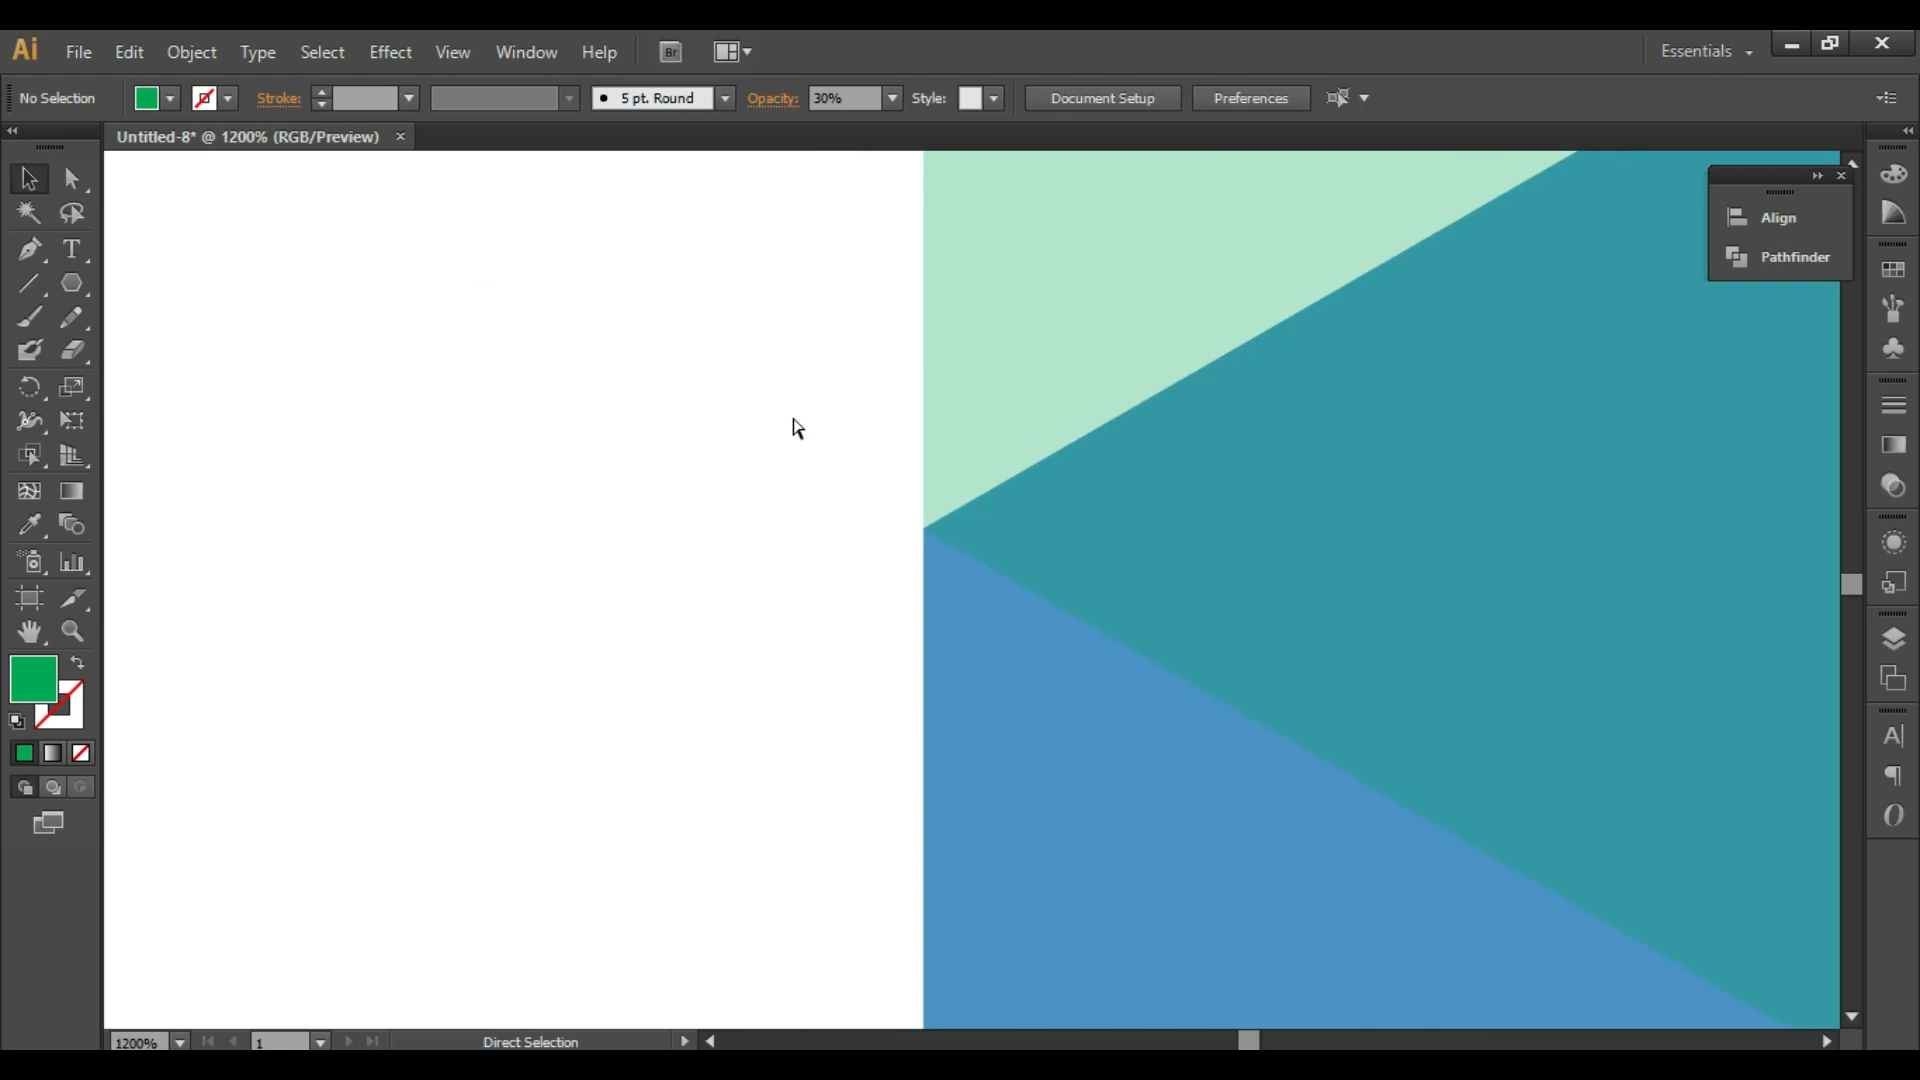 Ai File Edit Object Type Select Effect View Window Help Br Essentials
No Selection Stroke: 5 pt. Round Opacity: 30% Style: Document Setup Preferences
Untitled-8* @ 1200% (RGB/Preview)
Align
Pathfinder
1200% 1 Direct Selection